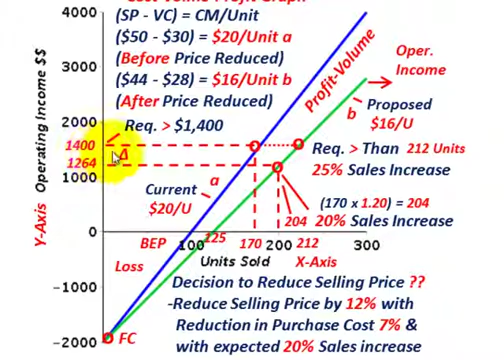 Cost-Volume-Profit Graph
(SP - VC) = CM/Unit
($50 - $30) = $20/Unit a
(Before Price Reduced)
($44 - $28) = $16/Unit b
(After Price Reduced)
Req. > $1,400
Y-Axis Operating Income $$
4000
3000
2000
1400
1264
1000
0
-1000
-2000
Δ
Profit-Volume
Oper.
Income
b
Proposed
$16/U
Req. > Than 212 Units
25% Sales Increase
(170 x 1.20) = 204
204 20% Sales Increase
Current
$20/U
a
BEP
100
125
170
200
212
300
Loss
Units Sold
X-Axis
FC
Decision to Reduce Selling Price ??
-Reduce Selling Price by 12% with
Reduction in Purchase Cost 7% &
with expected 20% Sales increase